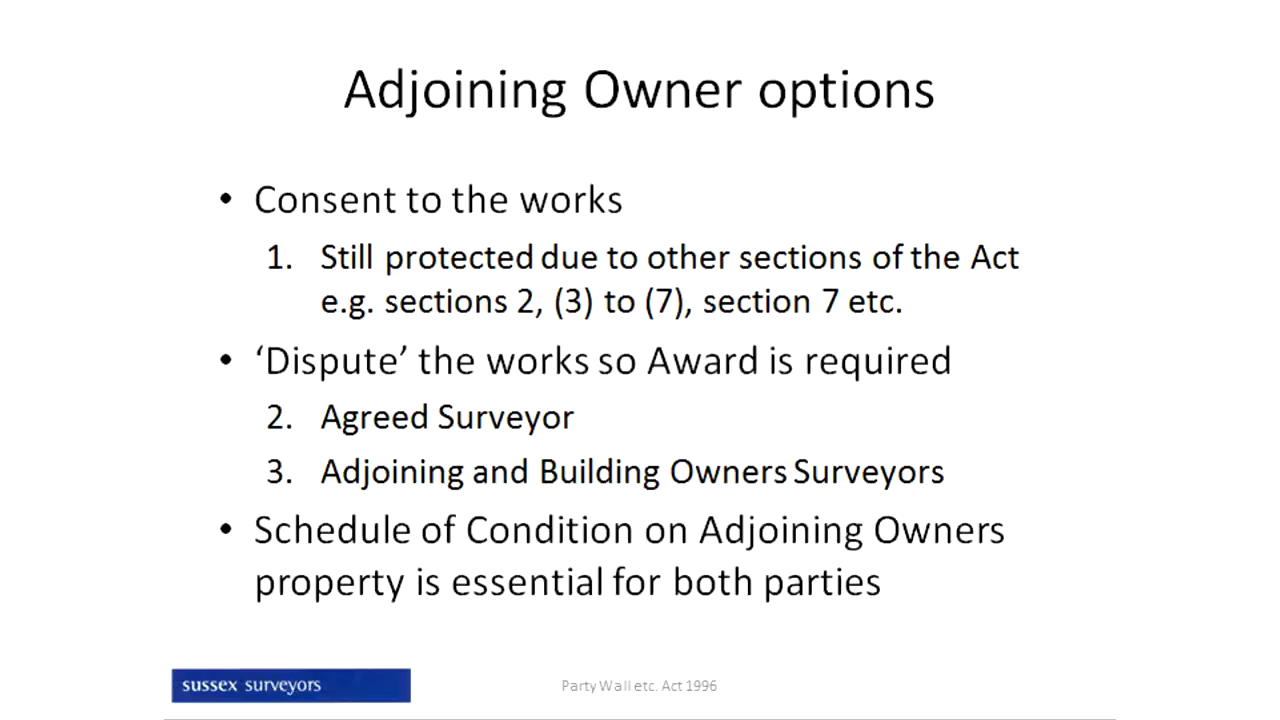 Adjoining Owner options
• Consent to the works
1. Still protected due to other sections of the Act
e.g. sections 2, (3) to (7), section 7 etc.
• ‘Dispute’ the works so Award is required
2. Agreed Surveyor
3. Adjoining and Building Owners Surveyors
• Schedule of Condition on Adjoining Owners
property is essential for both parties
sussex surveyors
Party Wall etc. Act 1996